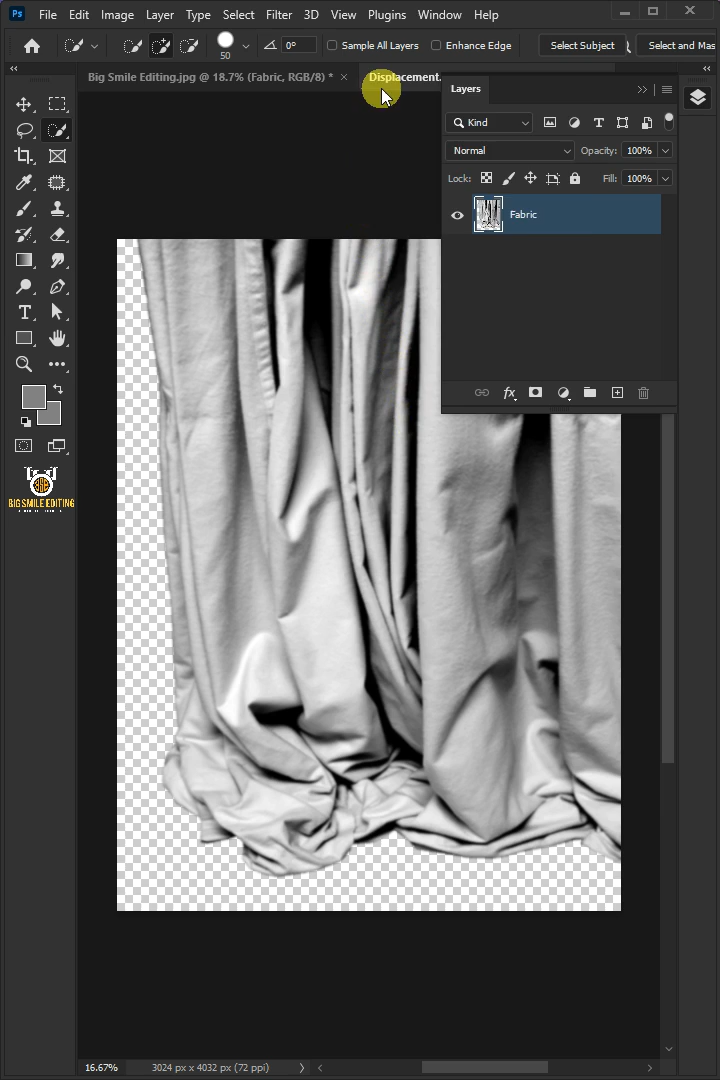 Ps File Edit Image Layer Type Select Filter 3D View Plugins Window Help
50 0° Sample All Layers Enhance Edge Select Subject Select and Mas
Big Smile Editing.jpg @ 18.7% (Fabric, RGB/8) * × Displacement.
Layers
Kind
Normal Opacity: 100%
Lock: Fill: 100%
Fabric
fx
BIG SMILE EDITING
16.67% 3024 px x 4032 px (72 ppi)